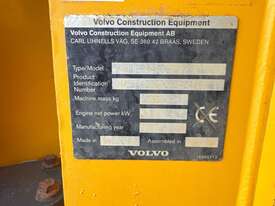 Volvo Construction Equipment
Volvo Construction Equipment AB
CARL LIHNELLS VÄG, SE-360 42 BRAÅS, SWEDEN
Type/Model
Product
Identification
Number
Machine mass kg
Engine net power kW
Manufacturing year
Made in
Assembled in
CE
VOLVO